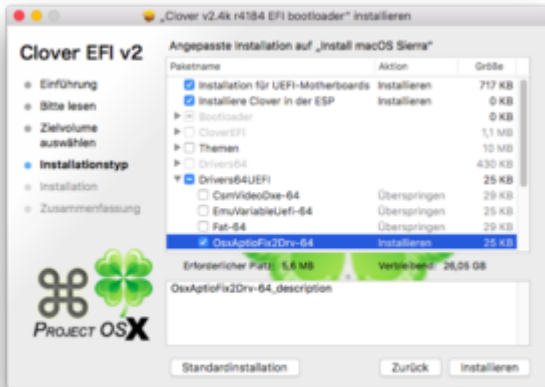 „Clover v2.4k r4184 EFI bootloader“ installieren
Clover EFI v2
Angepasste Installation auf „Install macOS Sierra“
Einführung
Bitte lesen
Zielvolume
auswählen
Installationstyp
Installation
Zusammenfassung
PROJECT OSX
Paketname Aktion Größe
Installation für UEFI-Motherboards Installieren 717 KB
Installiere Clover in der ESP Installieren 0 KB
Bootloader 0 KB
CloverEFI 1,1 MB
Themen 10 MB
Drivers64 430 KB
Drivers64UEFI 25 KB
CsmVideoDxe-64 Überspringen 29 KB
EmuVariableUefi-64 Überspringen 25 KB
Fat-64 Überspringen 29 KB
OsxAptioFix2Drv-64 Installieren 25 KB
Erforderlicher Platz: 5,6 MB Verbleibend: 26,05 GB
OsxAptioFix2Drv-64_description
Standardinstallation Zurück Installieren